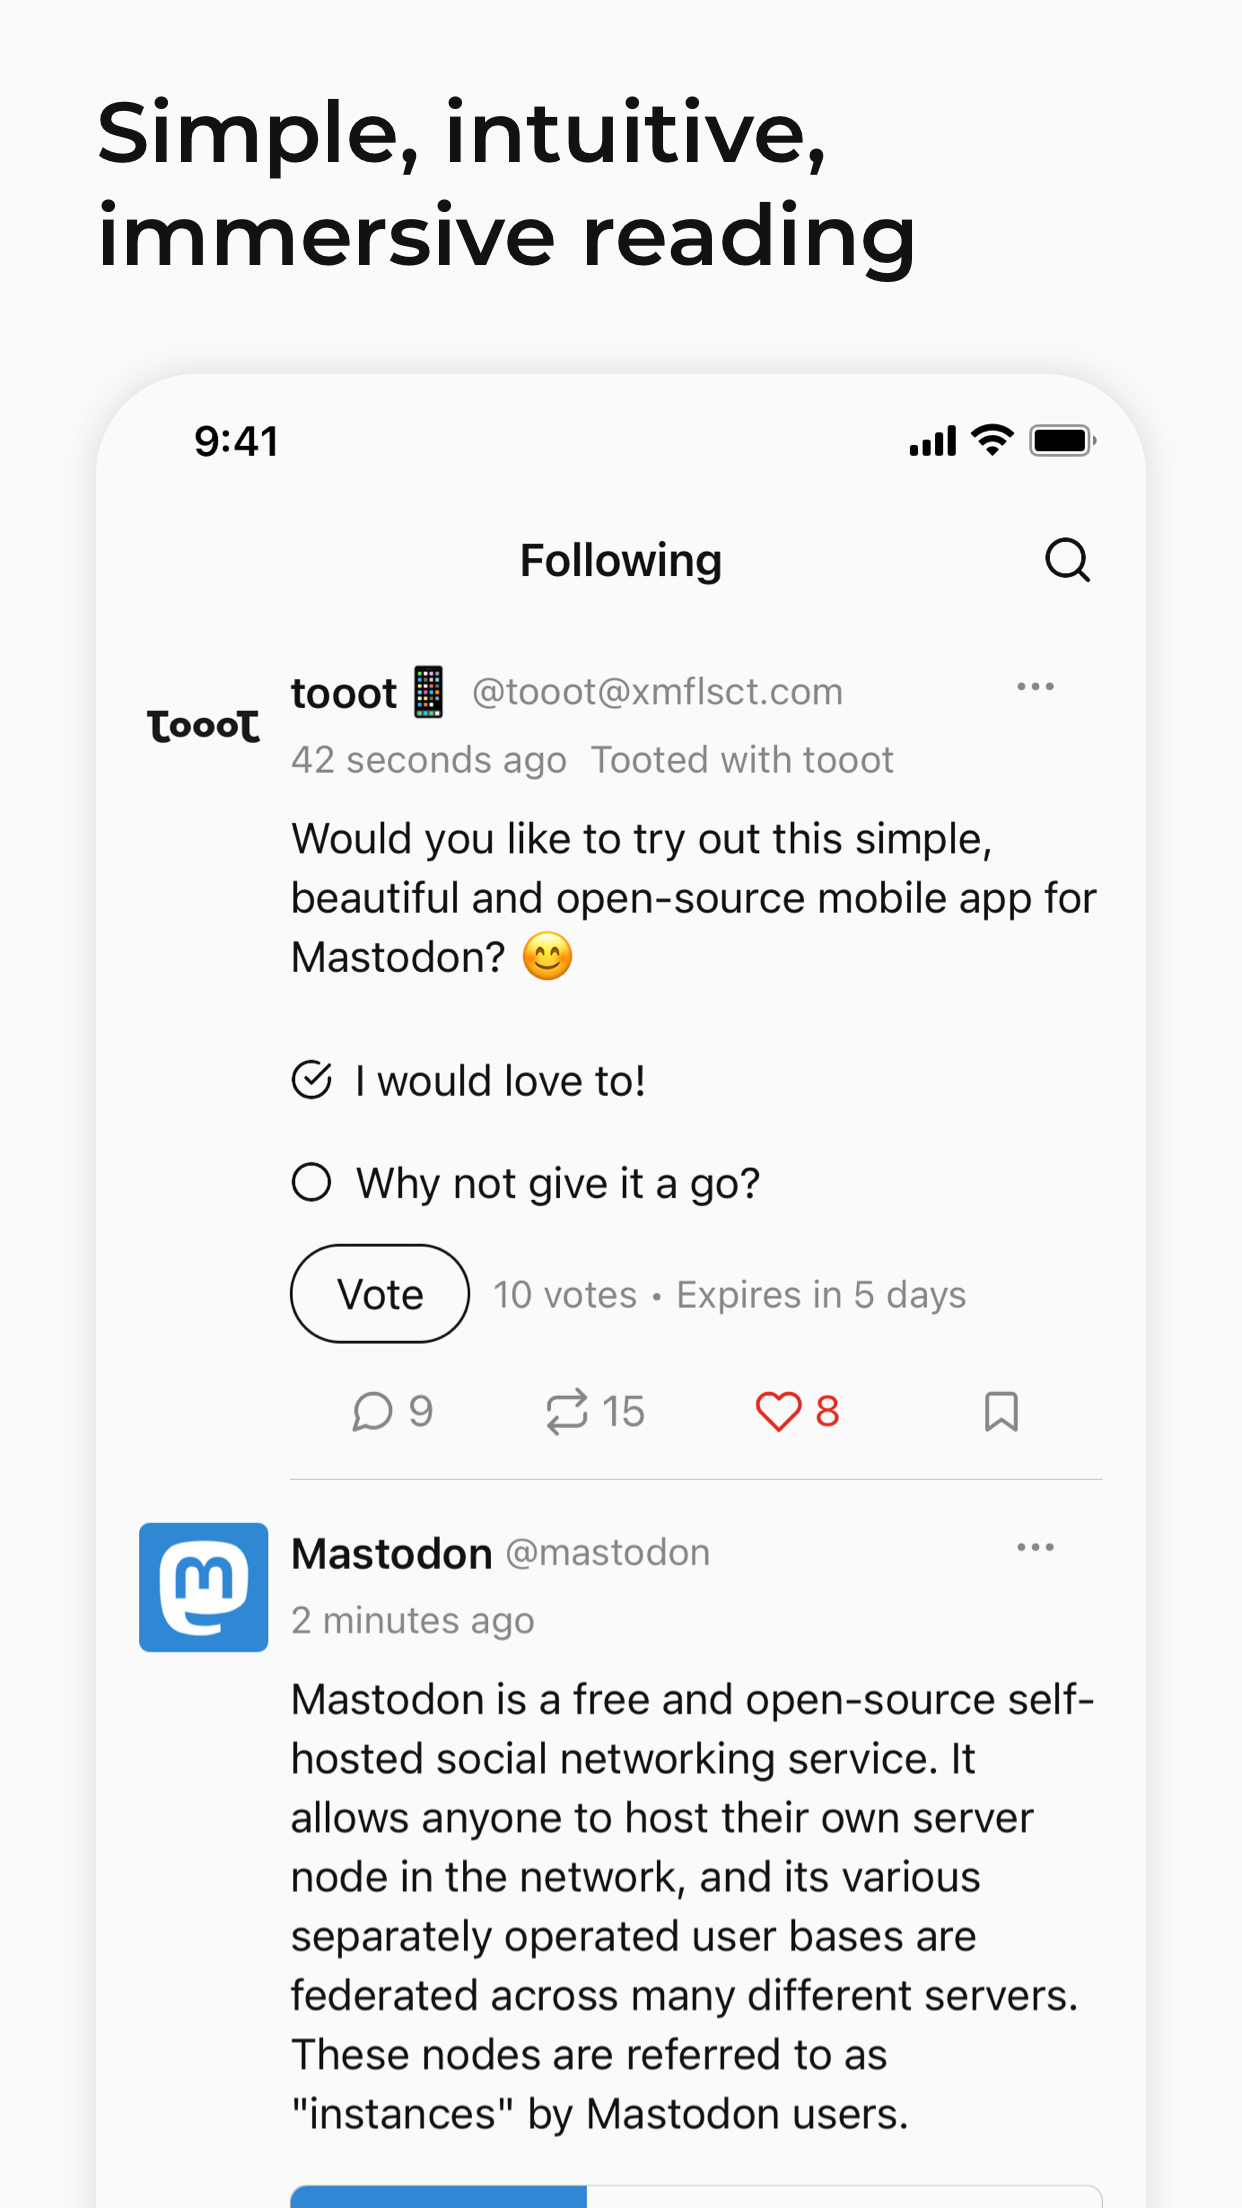 Simple, intuitive,
immersive reading
9:41
Following
tooot
tooot 📱 @tooot@xmflsct.com
42 seconds ago Tooted with tooot
Would you like to try out this simple,
beautiful and open-source mobile app for
Mastodon? 😊
I would love to!
Why not give it a go?
Vote 10 votes • Expires in 5 days
9 15 8
m
Mastodon @mastodon
2 minutes ago
Mastodon is a free and open-source self-
hosted social networking service. It
allows anyone to host their own server
node in the network, and its various
separately operated user bases are
federated across many different servers.
These nodes are referred to as
"instances" by Mastodon users.